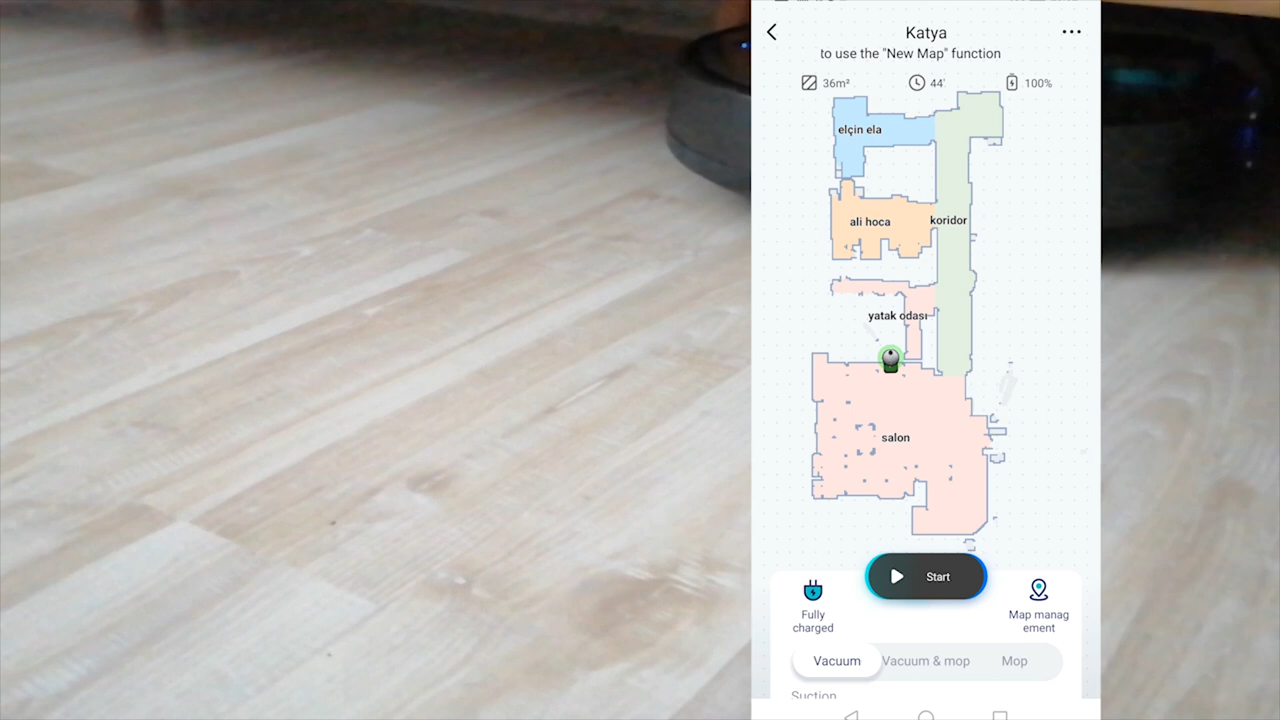 Katya
to use the "New Map" function
36m² 44' 100%
elçin ela
ali hoca
koridor
yatak odası
salon
Start
Fully
charged
Map manag
ement
Vacuum Vacuum & mop Mop
Suction